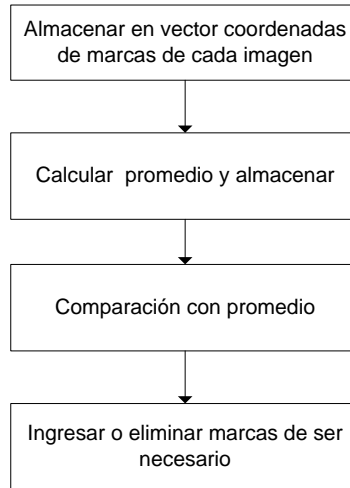 Almacenar en vector coordenadas
de marcas de cada imagen
Calcular promedio y almacenar
Comparación con promedio
Ingresar o eliminar marcas de ser
necesario